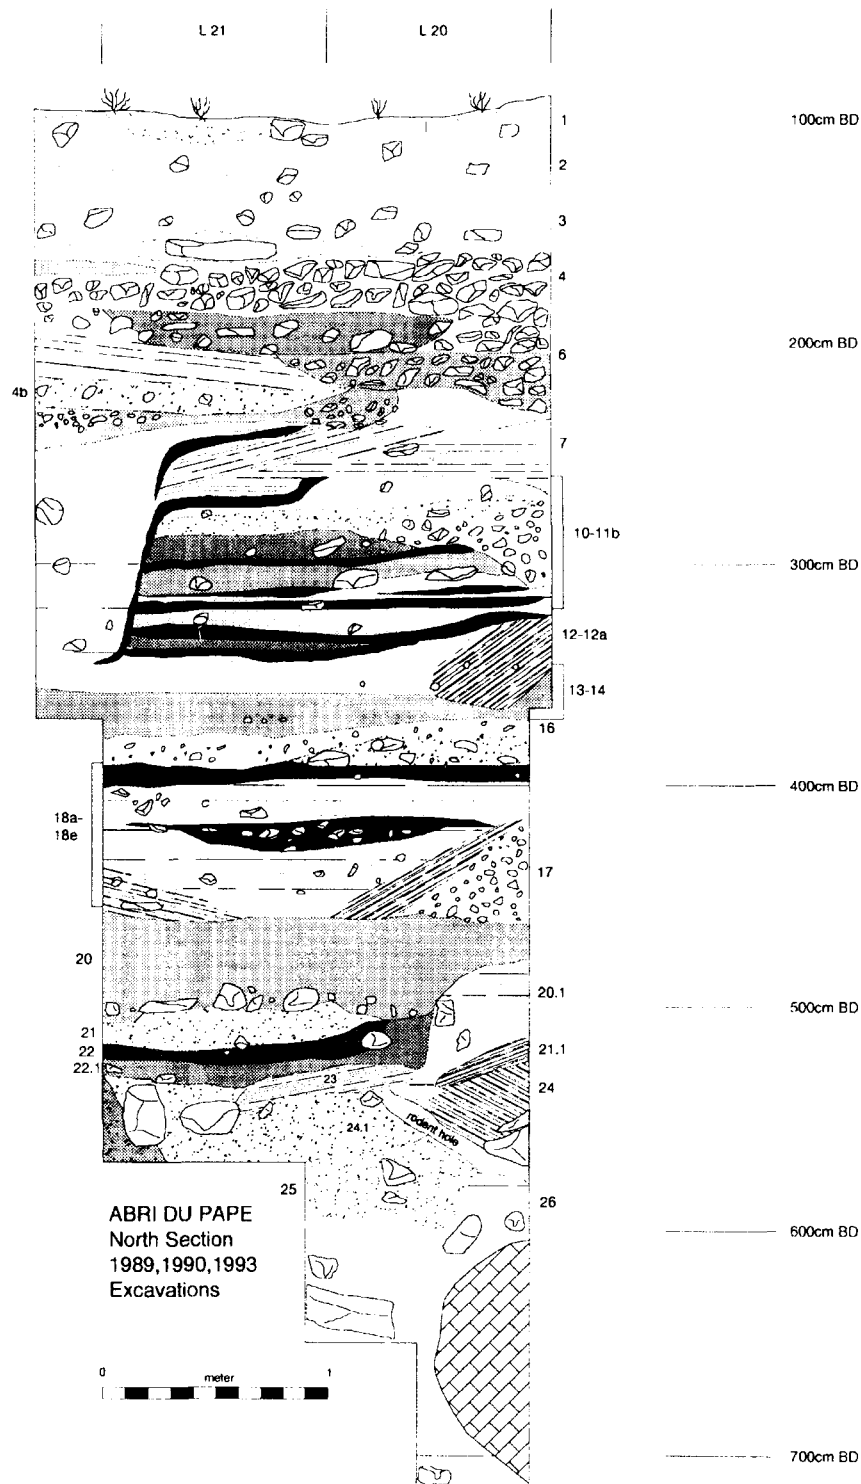 L 21
L 20
1
100cm BD
2
3
4
200cm BD
6
4b
7
10-11b
300cm BD
12-12a
13-14
16
400cm BD
18a-
18e
c
17
20
20.1
500cm BD
21
22
21.1
22.1
23
24
24.1
rodent hole
25
26
ABRI DU PAPE
North Section
1989,1990,1993
Excavations
600cm BD
0
meter
1
700cm BD